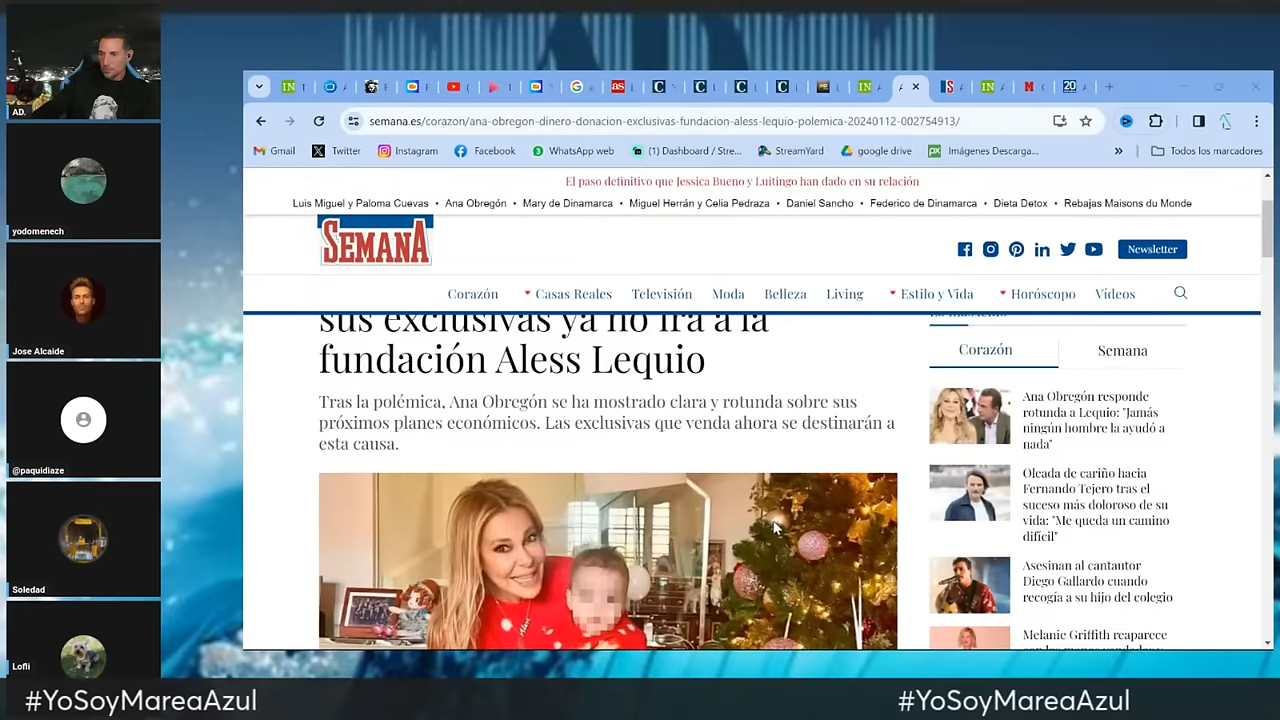 AD.
yodomenech
Jose Alcaide
@paquidiaze
Soledad
Lofli
semana.es/corazon/ana-obregon-dinero-donacion-exclusivas-fundacion-aless-lequio-polemica-20240112-002754913/
Gmail
Twitter
Instagram
Facebook
WhatsApp web
(1) Dashboard / Stre...
StreamYard
google drive
Imágenes Descarga...
»
Todos los marcadores
El paso definitivo que Jessica Bueno y Luitingo han dado en su relación
Luis Miguel y Paloma Cuevas • Ana Obregón • Mary de Dinamarca • Miguel Herrán y Celia Pedraza • Daniel Sancho • Federico de Dinamarca • Dieta Detox • Rebajas Maisons du Monde
SEMANA
Newsletter
Corazón
Casas Reales
Televisión
Moda
Belleza
Living
Estilo y Vida
Horóscopo
Vídeos
sus exclusivas ya no irá a la
fundación Aless Lequio
Tras la polémica, Ana Obregón se ha mostrado clara y rotunda sobre sus
próximos planes económicos. Las exclusivas que venda ahora se destinarán a
esta causa.
Corazón
Semana
Ana Obregón responde
rotunda a Lequio: "Jamás
ningún hombre la ayudó a
nada"
Oleada de cariño hacia
Fernando Tejero tras el
suceso más doloroso de su
vida: "Me queda un camino
difícil"
Asesinan al cantautor
Diego Gallardo cuando
recogía a su hijo del colegio
Melanie Griffith reaparece
#YoSoyMareaAzul
#YoSoyMareaAzul